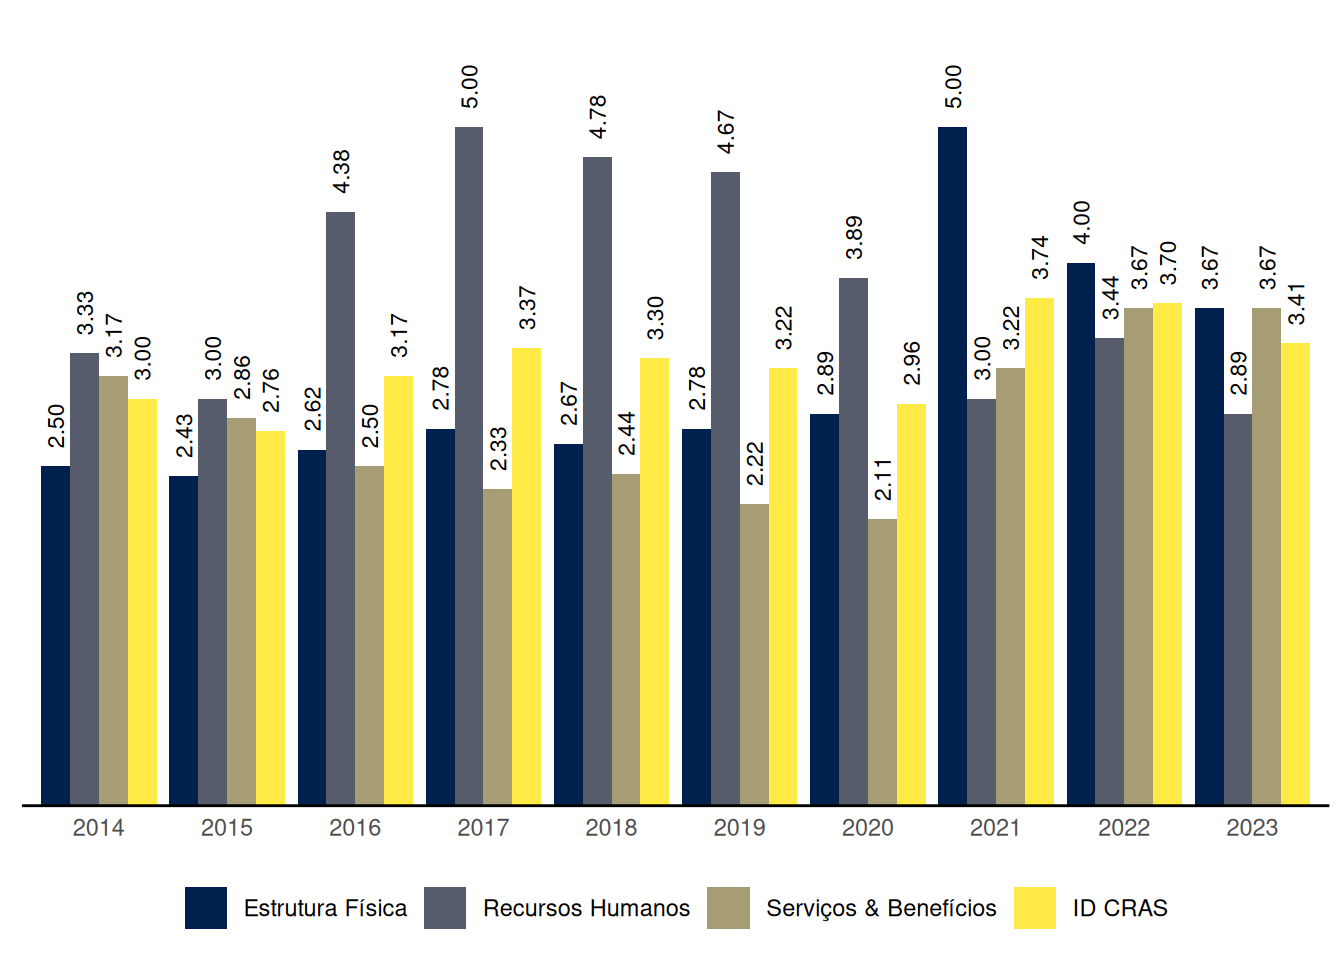 2.50 3.33 3.17 3.00
2.43 3.00 2.86 2.76
2.62 4.38 2.50 3.17
2.78 5.00 2.33 3.37
2.67 4.78 2.44 3.30
2.78 4.67 2.22 3.22
2.89 3.89 2.11 2.96
5.00 3.00 3.22 3.74
4.00 3.44 3.67 3.70
3.67 2.89 3.67 3.41
2014 2015 2016 2017 2018 2019 2020 2021 2022 2023
Estrutura Física Recursos Humanos Serviços & Benefícios ID CRAS